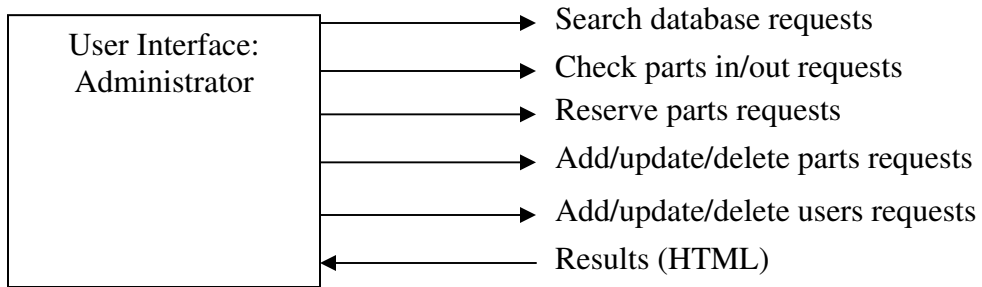 User Interface:
Administrator
Search database requests
Check parts in/out requests
Reserve parts requests
Add/update/delete parts requests
Add/update/delete users requests
Results (HTML)